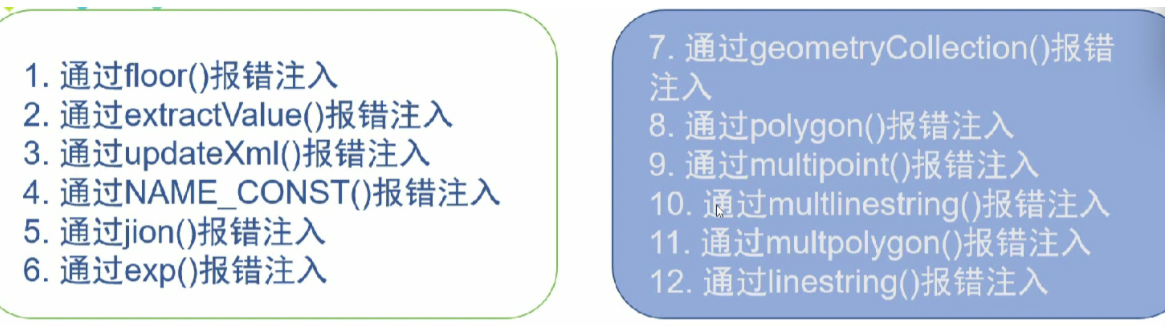 1. 通过floor()报错注入
2. 通过extractValue()报错注入
3. 通过updateXml()报错注入
4. 通过NAME_CONST()报错注入
5. 通过jion()报错注入
6. 通过exp()报错注入
7. 通过geometryCollection()报错
注入
8. 通过polygon()报错注入
9. 通过multipoint()报错注入
10. 通过multlinestring()报错注入
11. 通过multpolygon()报错注入
12. 通过linestring()报错注入